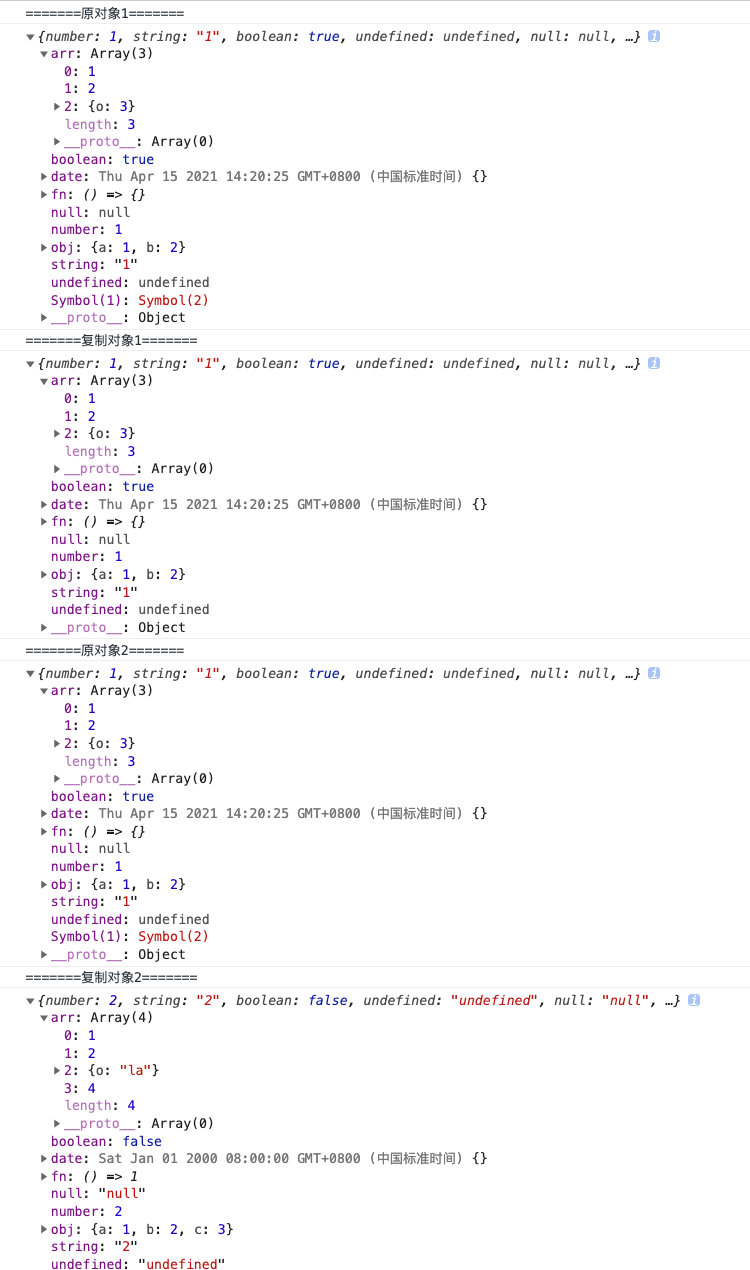 =======原对象1=======
{number: 1, string: "1", boolean: true, undefined: undefined, null: null, …} i
arr: Array(3)
0: 1
1: 2
2: {o: 3}
length: 3
__proto__: Array(0)
boolean: true
date: Thu Apr 15 2021 14:20:25 GMT+0800 (中国标准时间) {}
fn: () => {}
null: null
number: 1
obj: {a: 1, b: 2}
string: "1"
undefined: undefined
Symbol(1): Symbol(2)
__proto__: Object
=======复制对象1=======
{number: 1, string: "1", boolean: true, undefined: undefined, null: null, …} i
arr: Array(3)
0: 1
1: 2
2: {o: 3}
length: 3
__proto__: Array(0)
boolean: true
date: Thu Apr 15 2021 14:20:25 GMT+0800 (中国标准时间) {}
fn: () => {}
null: null
number: 1
obj: {a: 1, b: 2}
string: "1"
undefined: undefined
__proto__: Object
=======原对象2=======
{number: 1, string: "1", boolean: true, undefined: undefined, null: null, …} i
arr: Array(3)
0: 1
1: 2
2: {o: 3}
length: 3
__proto__: Array(0)
boolean: true
date: Thu Apr 15 2021 14:20:25 GMT+0800 (中国标准时间) {}
fn: () => {}
null: null
number: 1
obj: {a: 1, b: 2}
string: "1"
undefined: undefined
Symbol(1): Symbol(2)
__proto__: Object
=======复制对象2=======
{number: 2, string: "2", boolean: false, undefined: "undefined", null: "null", …} i
arr: Array(4)
0: 1
1: 2
2: {o: "la"}
3: 4
length: 4
__proto__: Array(0)
boolean: false
date: Sat Jan 01 2000 08:00:00 GMT+0800 (中国标准时间) {}
fn: () => 1
null: "null"
number: 2
obj: {a: 1, b: 2, c: 3}
string: "2"
undefined: "undefined"